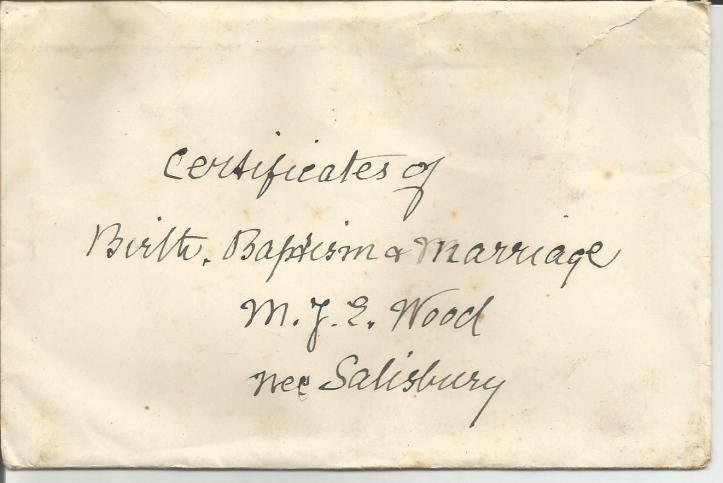 Certificates of
Birth. Baptism & Marriage
M. J. E. Wood
nee Salisbury